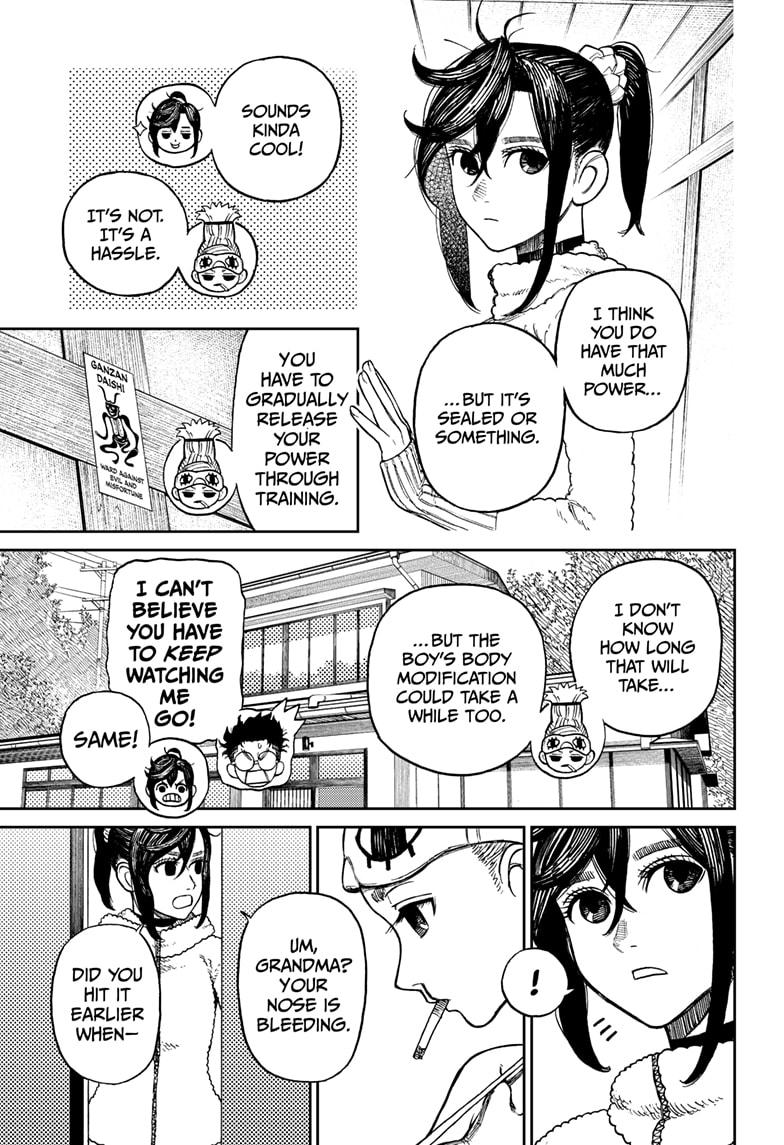 I THINK
YOU DO
HAVE THAT
MUCH
POWER...
...BUT IT'S
SEALED OR
SOMETHING.
SOUNDS
KINDA
COOL!
IT'S NOT.
IT'S A
HASSLE.
YOU
HAVE TO
GRADUALLY
RELEASE
YOUR
POWER
THROUGH
TRAINING.
GANZAN
DAISHI
WARD AGAINST
EVIL AND
MISFORTUNE
I DON'T
KNOW
HOW LONG
THAT WILL
TAKE...
...BUT THE
BOY'S BODY
MODIFICATION
COULD TAKE A
WHILE TOO.
I CAN'T
BELIEVE
YOU HAVE
TO KEEP
WATCHING
ME
GO!
SAME!
!
UM,
GRANDMA?
YOUR
NOSE IS
BLEEDING.
DID YOU
HIT IT
EARLIER
WHEN—